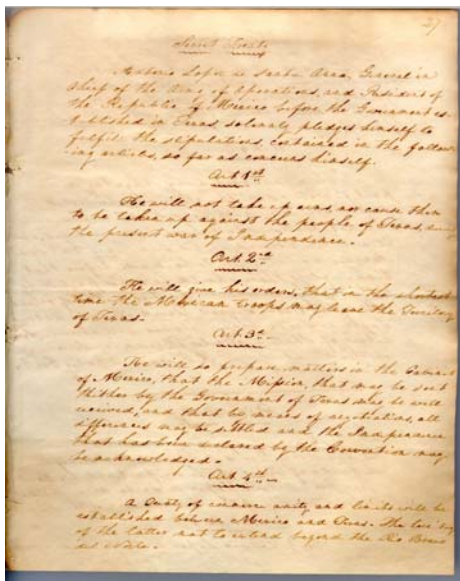 27
Secret Treaty
Antonio Lopez de Santa Anna, General in
Chief of the Army of Operations, and President of
the Republic of Mexico before the Government es-
tablished in Texas, solemnly pledges himself to
fulfill the stipulations, contained in the follow-
ing articles, so far as concerns himself.
Art 1st
He will not take up arms, nor cause them
to be taken up against the people of Texas, during
the present war of Independence.
Art. 2nd
He will give his orders, that in the shortest
time the Mexican troops may leave the Territory
of Texas.
Art. 3d
He will so prepare matters in the Cabinet
of Mexico, that the Mission, that may be sent
thither by the Government of Texas may be well
received, and that by means of negotiations, all
differences may be settled and the Independence
that has been declared by the Convention may
be acknowledged.
Art 4th
A treaty of commerce amity, and limits will be
established between Mexico and Texas. The territory
of the latter not to extend beyond the Rio Bravo
del Norte.